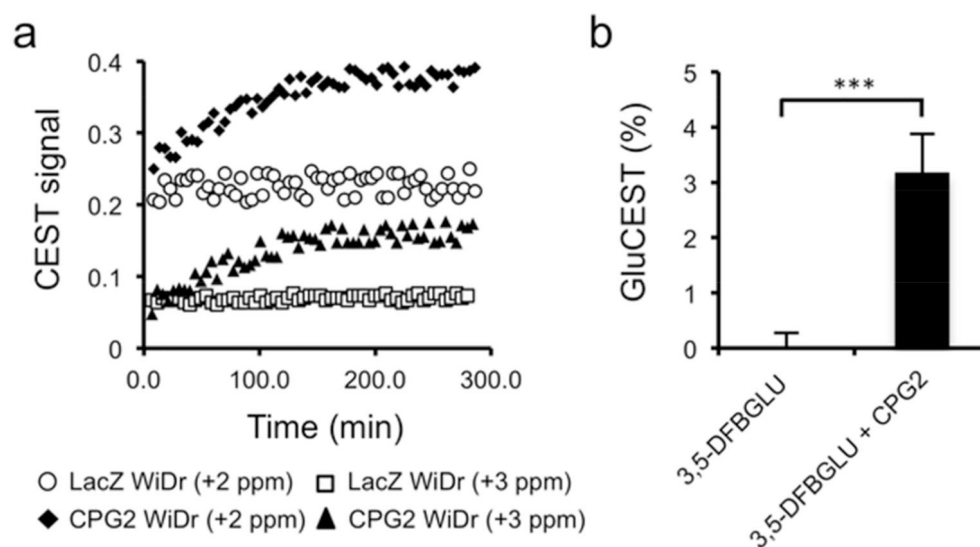 a
CEST signal
0.4
0.3
0.2
0.1
0
0.0 100.0 200.0 300.0
Time (min)
LacZ WiDr (+2 ppm) LacZ WiDr (+3 ppm)
CPG2 WiDr (+2 ppm) CPG2 WiDr (+3 ppm)
b
GluCEST (%)
5
4
3
2
1
0
***
3,5-DFBGLU
3,5-DFBGLU + CPG2